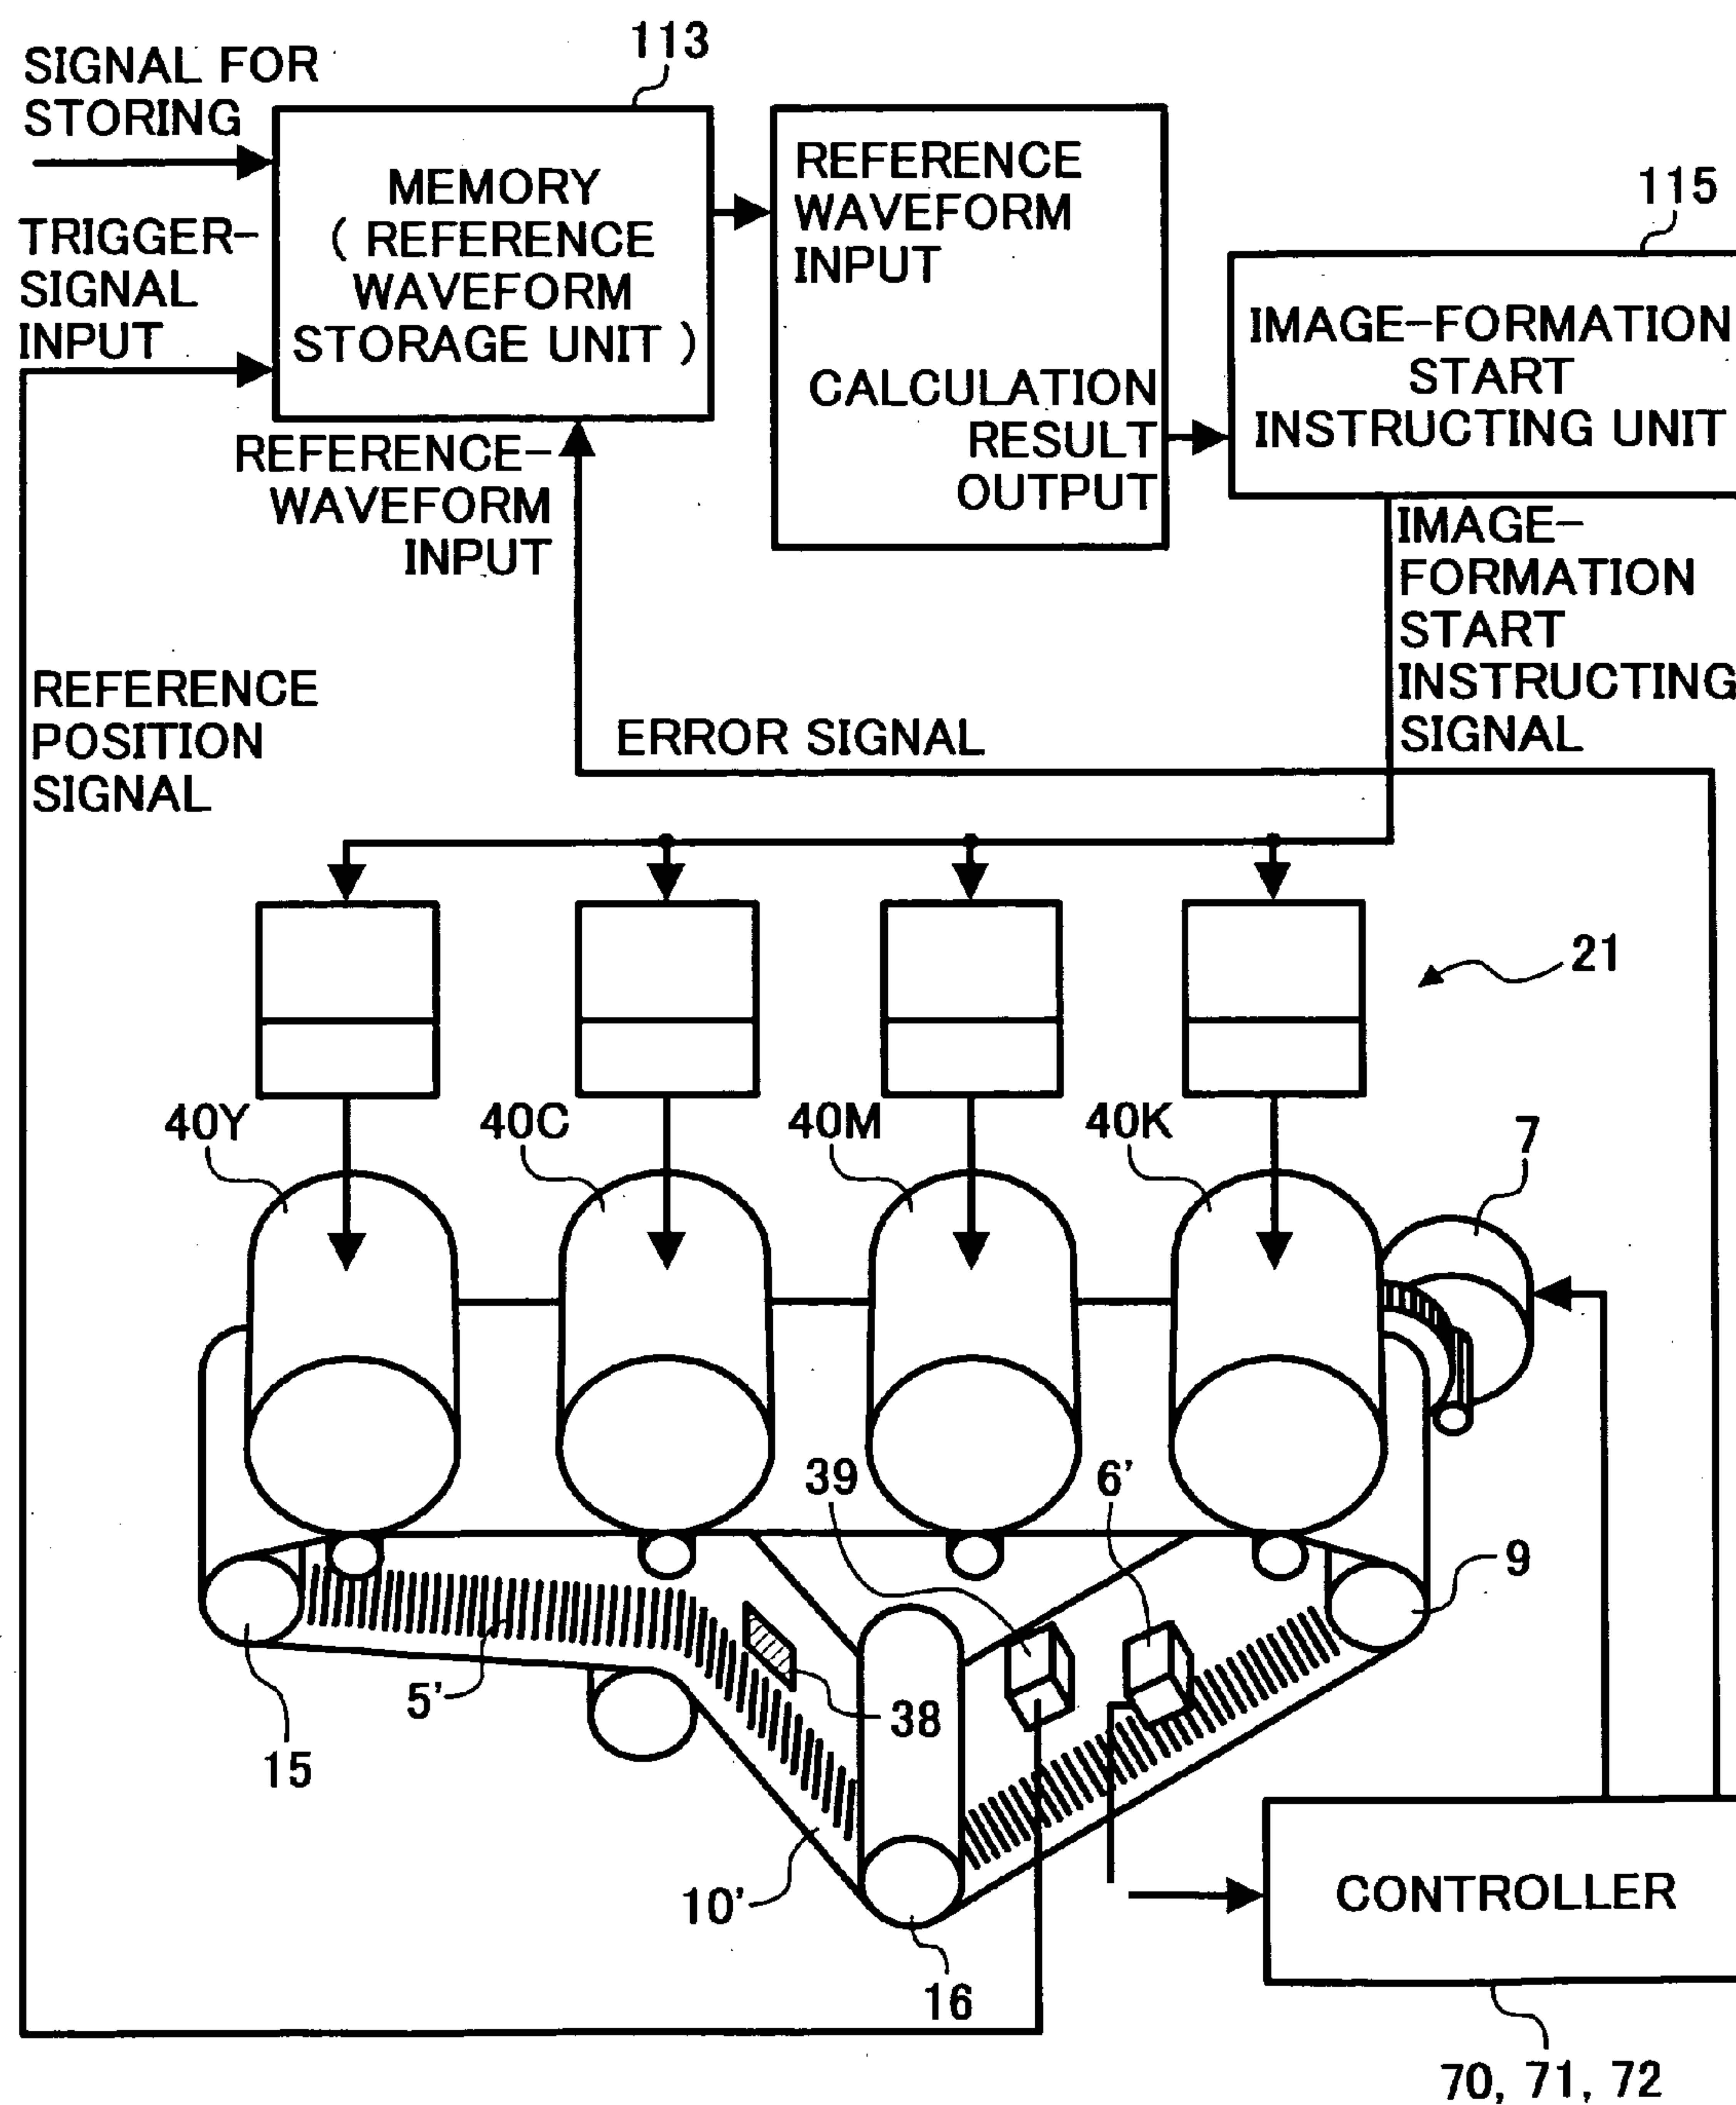 113
SIGNAL FOR
STORING
MEMORY
( REFERENCE
WAVEFORM
STORAGE UNIT )
TRIGGER-
SIGNAL
INPUT
REFERENCE
WAVEFORM
INPUT
CALCULATION
RESULT
OUTPUT
115
IMAGE-FORMATION
START
INSTRUCTING UNIT
REFERENCE-
WAVEFORM
INPUT
IMAGE-
FORMATION
START
INSTRUCTING
SIGNAL
REFERENCE
POSITION
SIGNAL
ERROR SIGNAL
21
40Y
40C
40M
40K
7
39
6'
9
5'
38
15
10'
16
CONTROLLER
70, 71, 72